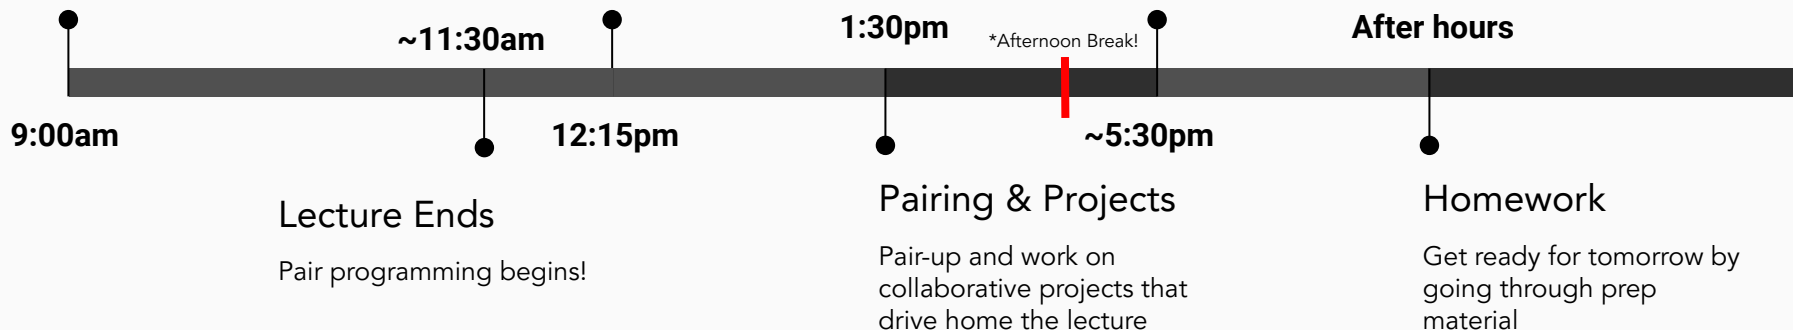 1:30pm
After hours
~11:30am
*Afternoon Break!
9:00am
12:15pm
~5:30pm
Lecture Ends
Pair programming begins!
Pairing & Projects
Pair-up and work on
collaborative projects that
drive home the lecture
Homework
Get ready for tomorrow by
going through prep
material